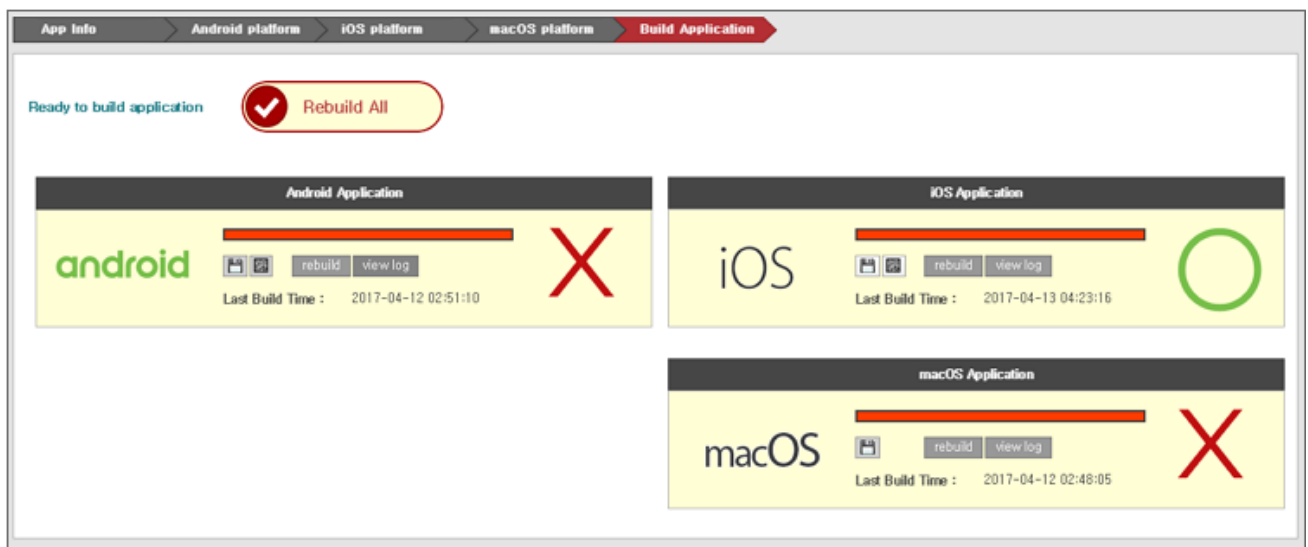 App Info Android platform iOS platform macOS platform Build Application
Ready to build application Rebuild All
Android Application
android
rebuild view log
Last Build Time : 2017-04-12 02:51:10
X
iOS Application
iOS
rebuild view log
Last Build Time : 2017-04-13 04:23:16
macOS Application
macOS
rebuild view log
Last Build Time : 2017-04-12 02:48:05
X